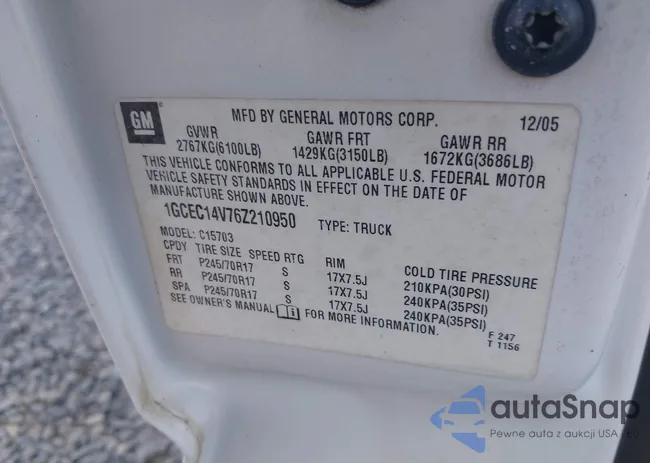 GM
MFD BY GENERAL MOTORS CORP. 12/05
GVWR GAWR FRT GAWR RR
2767KG(6100LB) 1429KG(3150LB) 1672KG(3686LB)
THIS VEHICLE CONFORMS TO ALL APPLICABLE U.S. FEDERAL MOTOR
VEHICLE SAFETY STANDARDS IN EFFECT ON THE DATE OF
MANUFACTURE SHOWN ABOVE.
1GCEC14V76Z210950 TYPE: TRUCK
MODEL: C15703
CPDY TIRE SIZE SPEED RTG RIM COLD TIRE PRESSURE
FRT P245/70R17 S 17X7.5J 210KPA(30PSI)
RR P245/70R17 S 17X7.5J 240KPA(35PSI)
SPA P245/70R17 S 17X7.5J 240KPA(35PSI)
SEE OWNER'S MANUAL FOR MORE INFORMATION.
F 247
T 1156
autaSnap
Pewne auta z aukcji USA i EU